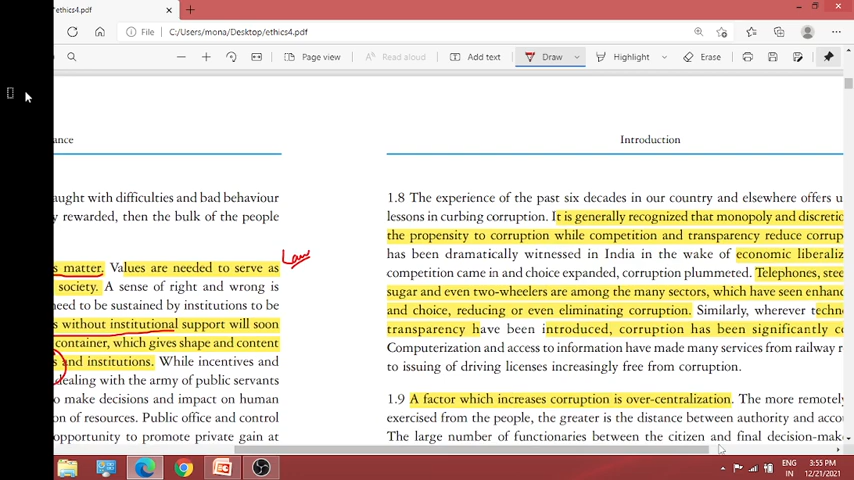 ethics4.pdf
File
C:/Users/mona/Desktop/ethics4.pdf
Page view
Read aloud
Add text
Draw
Highlight
Erase
ance
Introduction
aught with difficulties and bad behaviour
y rewarded, then the bulk of the people
s matter. Values are needed to serve as
society. A sense of right and wrong is
need to be sustained by institutions to be
s without institutional support will soon
container, which gives shape and content
s and institutions. While incentives and
dealing with the army of public servants
o make decisions and impact on human
on of resources. Public office and control
opportunity to promote private gain at
Law
1.8 The experience of the past six decades in our country and elsewhere offers u
lessons in curbing corruption. It is generally recognized that monopoly and discretio
the propensity to corruption while competition and transparency reduce corrup
has been dramatically witnessed in India in the wake of economic liberaliz
competition came in and choice expanded, corruption plummeted. Telephones, stee
sugar and even two-wheelers are among the many sectors, which have seen enhan
and choice, reducing or even eliminating corruption. Similarly, wherever techn
transparency have been introduced, corruption has been significantly c
Computerization and access to information have made many services from railway r
to issuing of driving licenses increasingly free from corruption.
1.9 A factor which increases corruption is over-centralization. The more remotely
exercised from the people, the greater is the distance between authority and acco
The large number of functionaries between the citizen and final decision-make
ENG
IN
3:55 PM
12/21/2021